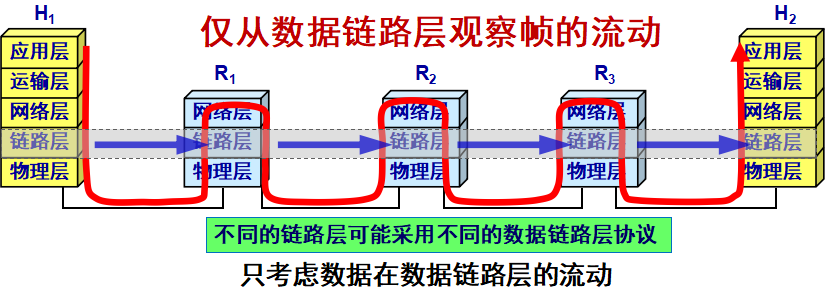 仅从数据链路层观察帧的流动
H1
H2
R1
R2
R3
应用层
运输层
网络层
链路层
物理层
网络层
链路层
物理层
网络层
链路层
物理层
网络层
链路层
物理层
应用层
运输层
网络层
链路层
物理层
不同的链路层可能采用不同的数据链路层协议
只考虑数据在数据链路层的流动